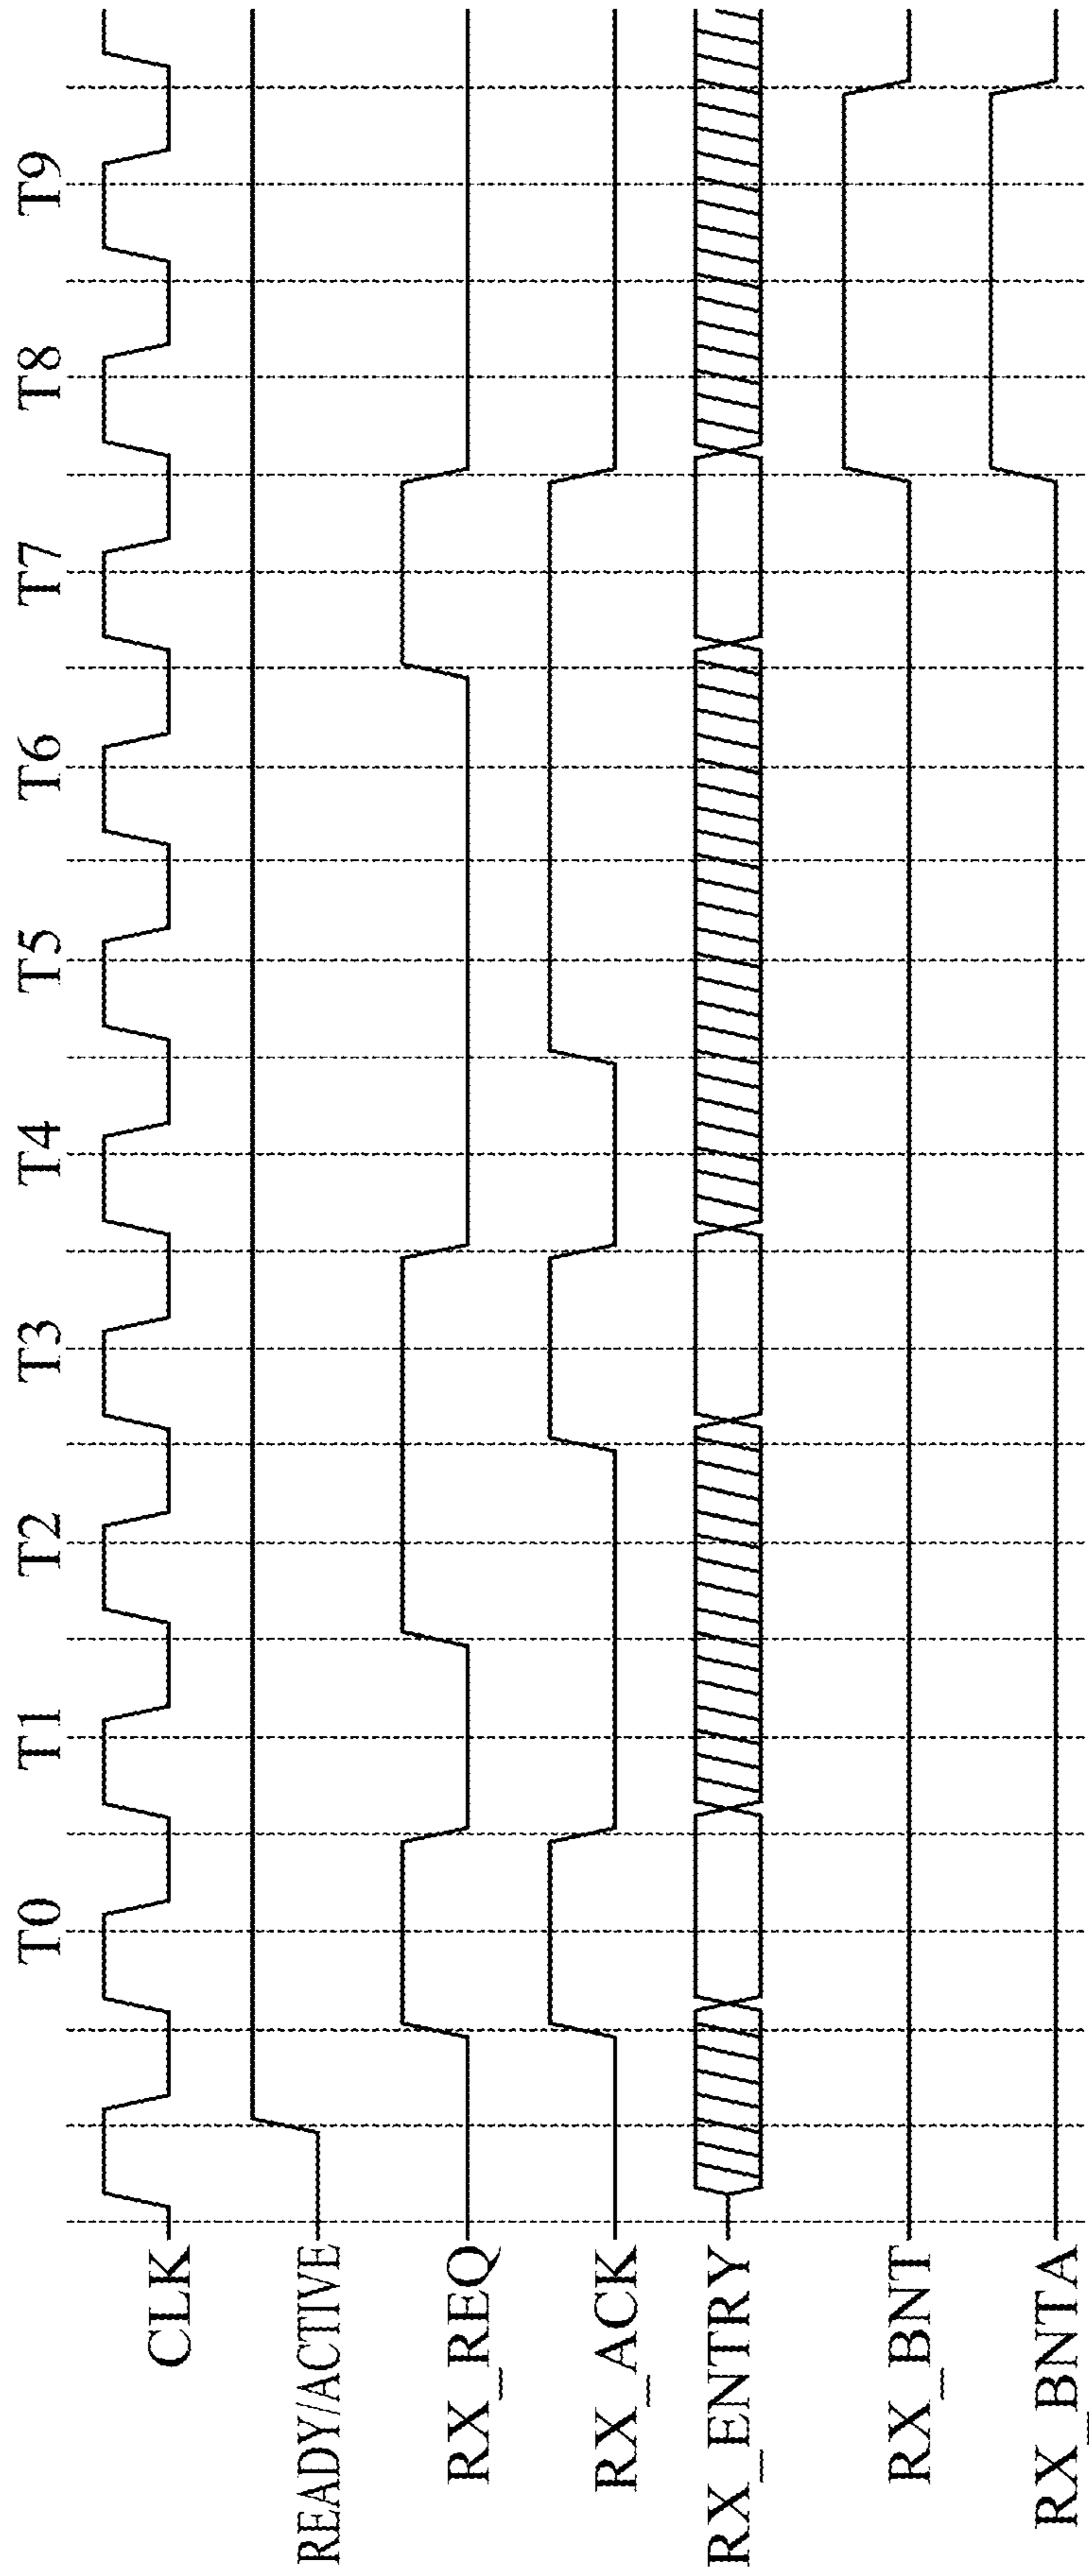 T0 T1 T2 T3 T4 T5 T6 T7 T8 T9
CLK
READY/ACTIVE
RX_REQ
RX_ACK
RX_ENTRY
RX_BNT
RX_BNTA